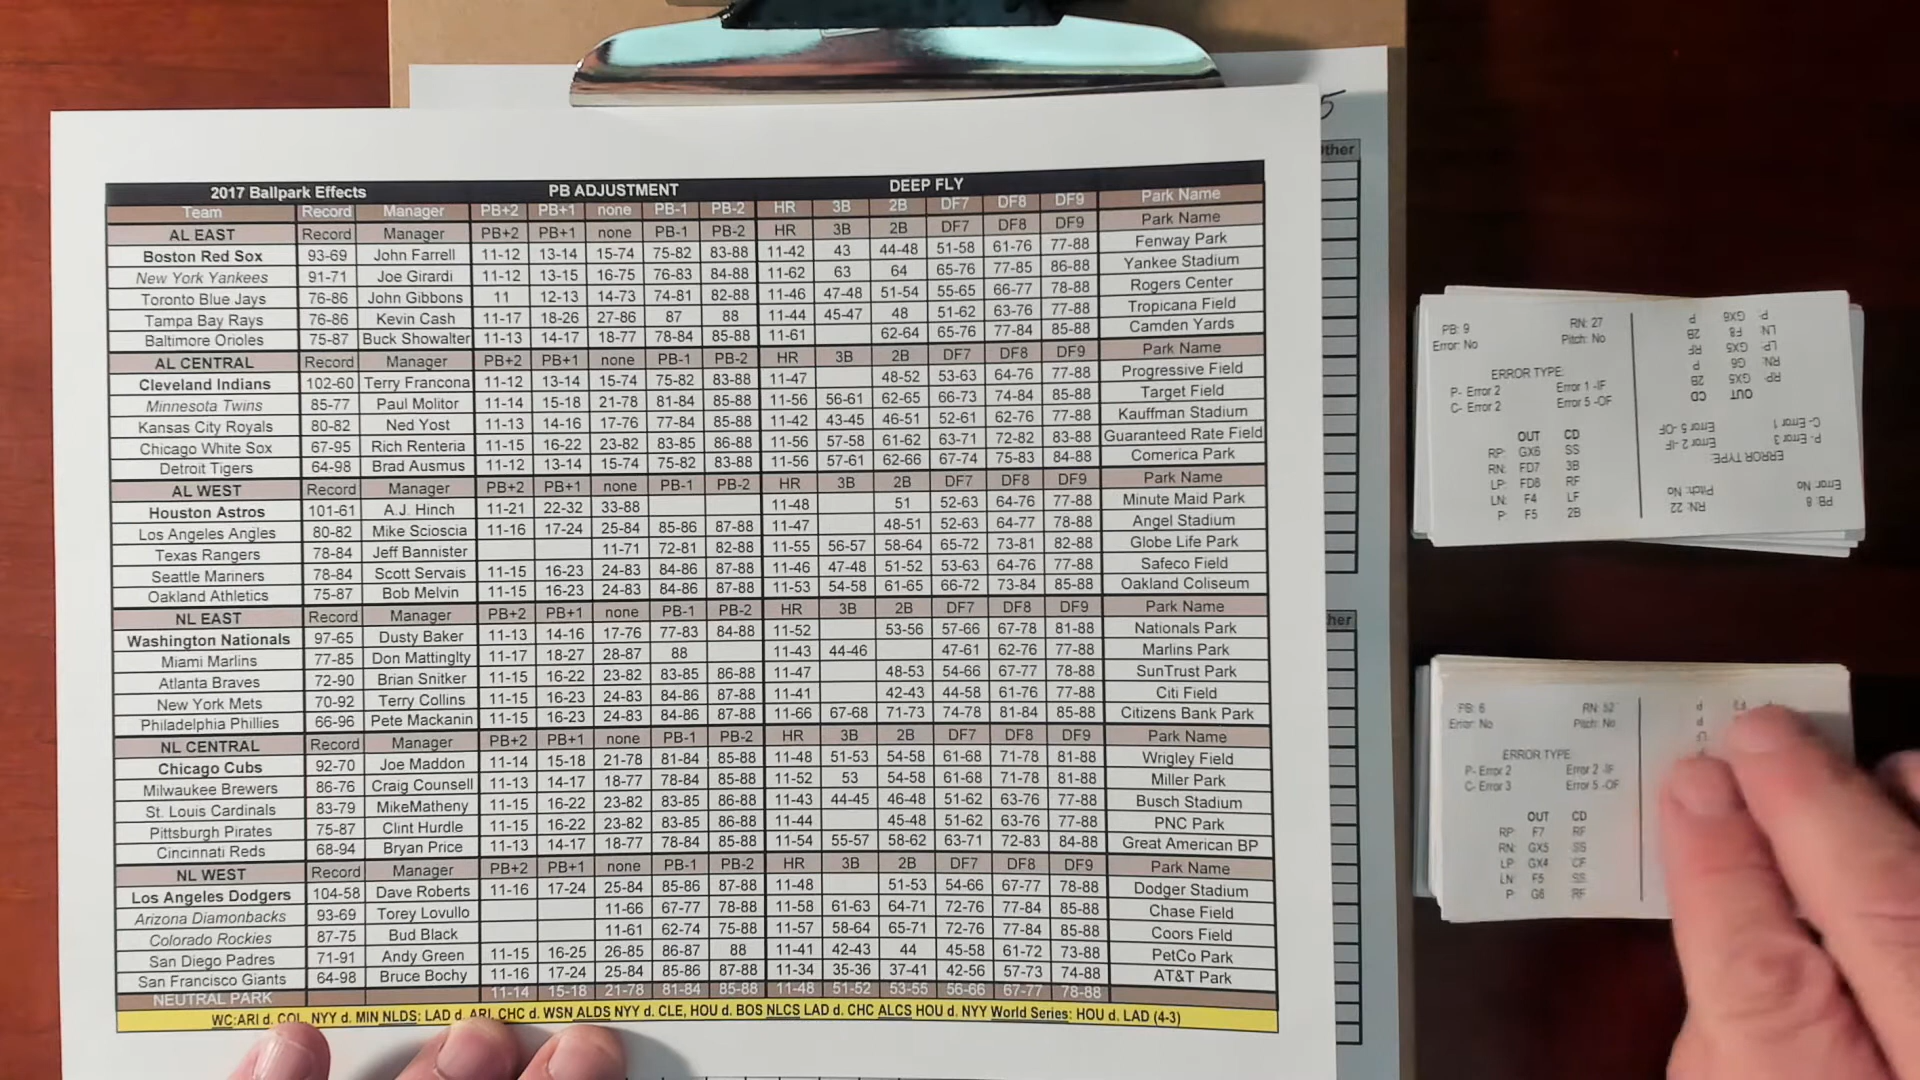 5
2017 Ballpark Effects PB ADJUSTMENT DEEP FLY
Team Record Manager PB+2 PB+1 none PB-1 PB-2 HR 3B 2B DF7 DF8 DF9 Park Name
AL EAST Record Manager PB+2 PB+1 none PB-1 PB-2 HR 3B 2B DF7 DF8 DF9 Park Name
Boston Red Sox 93-69 John Farrell 11-12 13-14 15-74 75-82 83-88 11-42 43 44-48 51-58 61-76 77-88 Fenway Park
New York Yankees 91-71 Joe Girardi 11-12 13-15 16-75 76-83 84-88 11-62 63 64 65-76 77-85 86-88 Yankee Stadium
Toronto Blue Jays 76-86 John Gibbons 11 12-13 14-73 74-81 82-88 11-46 47-48 51-54 55-65 66-77 78-88 Rogers Center
Tampa Bay Rays 76-86 Kevin Cash 11-17 18-26 27-86 87 88 11-44 45-47 48 51-62 63-76 77-88 Tropicana Field
Baltimore Orioles 75-87 Buck Showalter 11-13 14-17 18-77 78-84 85-88 11-61 62-64 65-76 77-84 85-88 Camden Yards
AL CENTRAL Record Manager PB+2 PB+1 none PB-1 PB-2 HR 3B 2B DF7 DF8 DF9 Park Name
Cleveland Indians 102-60 Terry Francona 11-12 13-14 15-74 75-82 83-88 11-47 48-52 53-63 64-76 77-88 Progressive Field
Minnesota Twins 85-77 Paul Molitor 11-14 15-18 21-78 81-84 85-88 11-56 56-61 62-65 66-73 74-84 85-88 Target Field
Kansas City Royals 80-82 Ned Yost 11-13 14-16 17-76 77-84 85-88 11-42 43-45 46-51 52-61 62-76 77-88 Kauffman Stadium
Chicago White Sox 67-95 Rich Renteria 11-15 16-22 23-82 83-85 86-88 11-56 57-58 61-62 63-71 72-82 83-88 Guaranteed Rate Field
Detroit Tigers 64-98 Brad Ausmus 11-12 13-14 15-74 75-82 83-88 11-56 57-61 62-66 67-74 75-83 84-88 Comerica Park
AL WEST Record Manager PB+2 PB+1 none PB-1 PB-2 HR 3B 2B DF7 DF8 DF9 Park Name
Houston Astros 101-61 A.J. Hinch 11-21 22-32 33-88 11-48 51 52-63 64-76 77-88 Minute Maid Park
Los Angeles Angles 80-82 Mike Scioscia 11-16 17-24 25-84 85-86 87-88 11-47 48-51 52-63 64-77 78-88 Angel Stadium
Texas Rangers 78-84 Jeff Bannister 11-71 72-81 82-88 11-55 56-57 58-64 65-72 73-81 82-88 Globe Life Park
Seattle Mariners 78-84 Scott Servais 11-15 16-23 24-83 84-86 87-88 11-46 47-48 51-52 53-63 64-76 77-88 Safeco Field
Oakland Athletics 75-87 Bob Melvin 11-15 16-23 24-83 84-86 87-88 11-53 54-58 61-65 66-72 73-84 85-88 Oakland Coliseum
NL EAST Record Manager PB+2 PB+1 none PB-1 PB-2 HR 3B 2B DF7 DF8 DF9 Park Name
Washington Nationals 97-65 Dusty Baker 11-13 14-16 17-76 77-83 84-88 11-52 53-56 57-66 67-78 81-88 Nationals Park
Miami Marlins 77-85 Don Mattinglty 11-17 18-27 28-87 88 11-43 44-46 47-61 62-76 77-88 Marlins Park
Atlanta Braves 72-90 Brian Snitker 11-15 16-22 23-82 83-85 86-88 11-47 48-53 54-66 67-77 78-88 SunTrust Park
New York Mets 70-92 Terry Collins 11-15 16-23 24-83 84-86 87-88 11-41 42-43 44-58 61-76 77-88 Citi Field
Philadelphia Phillies 66-96 Pete Mackanin 11-15 16-23 24-83 84-86 87-88 11-66 67-68 71-73 74-78 81-84 85-88 Citizens Bank Park
NL CENTRAL Record Manager PB+2 PB+1 none PB-1 PB-2 HR 3B 2B DF7 DF8 DF9 Park Name
Chicago Cubs 92-70 Joe Maddon 11-14 15-18 21-78 81-84 85-88 11-48 51-53 54-58 61-68 71-78 81-88 Wrigley Field
Milwaukee Brewers 86-76 Craig Counsell 11-13 14-17 18-77 78-84 85-88 11-52 53 54-58 61-68 71-78 81-88 Miller Park
St. Louis Cardinals 83-79 MikeMatheny 11-15 16-22 23-82 83-85 86-88 11-43 44-45 46-48 51-62 63-76 77-88 Busch Stadium
Pittsburgh Pirates 75-87 Clint Hurdle 11-15 16-22 23-82 83-85 86-88 11-44 45-48 51-62 63-76 77-88 PNC Park
Cincinnati Reds 68-94 Bryan Price 11-13 14-17 18-77 78-84 85-88 11-54 55-57 58-62 63-71 72-83 84-88 Great American BP
NL WEST Record Manager PB+2 PB+1 none PB-1 PB-2 HR 3B 2B DF7 DF8 DF9 Park Name
Los Angeles Dodgers 104-58 Dave Roberts 11-16 17-24 25-84 85-86 87-88 11-48 51-53 54-66 67-77 78-88 Dodger Stadium
Arizona Diamonbacks 93-69 Torey Lovullo 11-66 67-77 78-88 11-58 61-63 64-71 72-76 77-84 85-88 Chase Field
Colorado Rockies 87-75 Bud Black 11-61 62-74 75-88 11-57 58-64 65-71 72-76 77-84 85-88 Coors Field
San Diego Padres 71-91 Andy Green 11-15 16-25 26-85 86-87 88 11-41 42-43 44 45-58 61-72 73-88 PetCo Park
San Francisco Giants 64-98 Bruce Bochy 11-16 17-24 25-84 85-86 87-88 11-34 35-36 37-41 42-56 57-73 74-88 AT&T Park
NEUTRAL PARK 11-14 15-18 21-78 81-84 85-88 11-48 51-52 53-55 56-66 67-77 78-88
WC:ARI d. COL, NYY d. MIN NLDS: LAD d. ARI, CHC d. WSN ALDS NYY d. CLE, HOU d. BOS NLCS LAD d. CHC ALCS HOU d. NYY World Series: HOU d. LAD (4-3)
PB: 9 RN: 27
Error: No Pitch: No
ERROR TYPE:
P- Error 2 Error 1 -IF
C- Error 2 Error 5 -OF
OUT CD
RP: GX6 SS
RN: FD7 3B
LP: FD8 RF
LN: F4 LF
P: F5 2B
PB: 8 RN: 22
Error: No Pitch: No
ERROR TYPE:
P- Error 3 Error 2 -IF
C- Error 1 Error 5 -OF
OUT CD
RP: GX5 2B
RN: G6 P
LP: GX5 RF
LN: F8 2B
P: GX6 P
PB: 6 RN: 52
Error: No Pitch: No
ERROR TYPE:
P- Error 2 Error 2 -IF
C- Error 3 Error 5 -OF
OUT CD
RP: F7 RF
RN: GX5 SS
LP: GX4 CF
LN: F5 SS
P: G6 RF